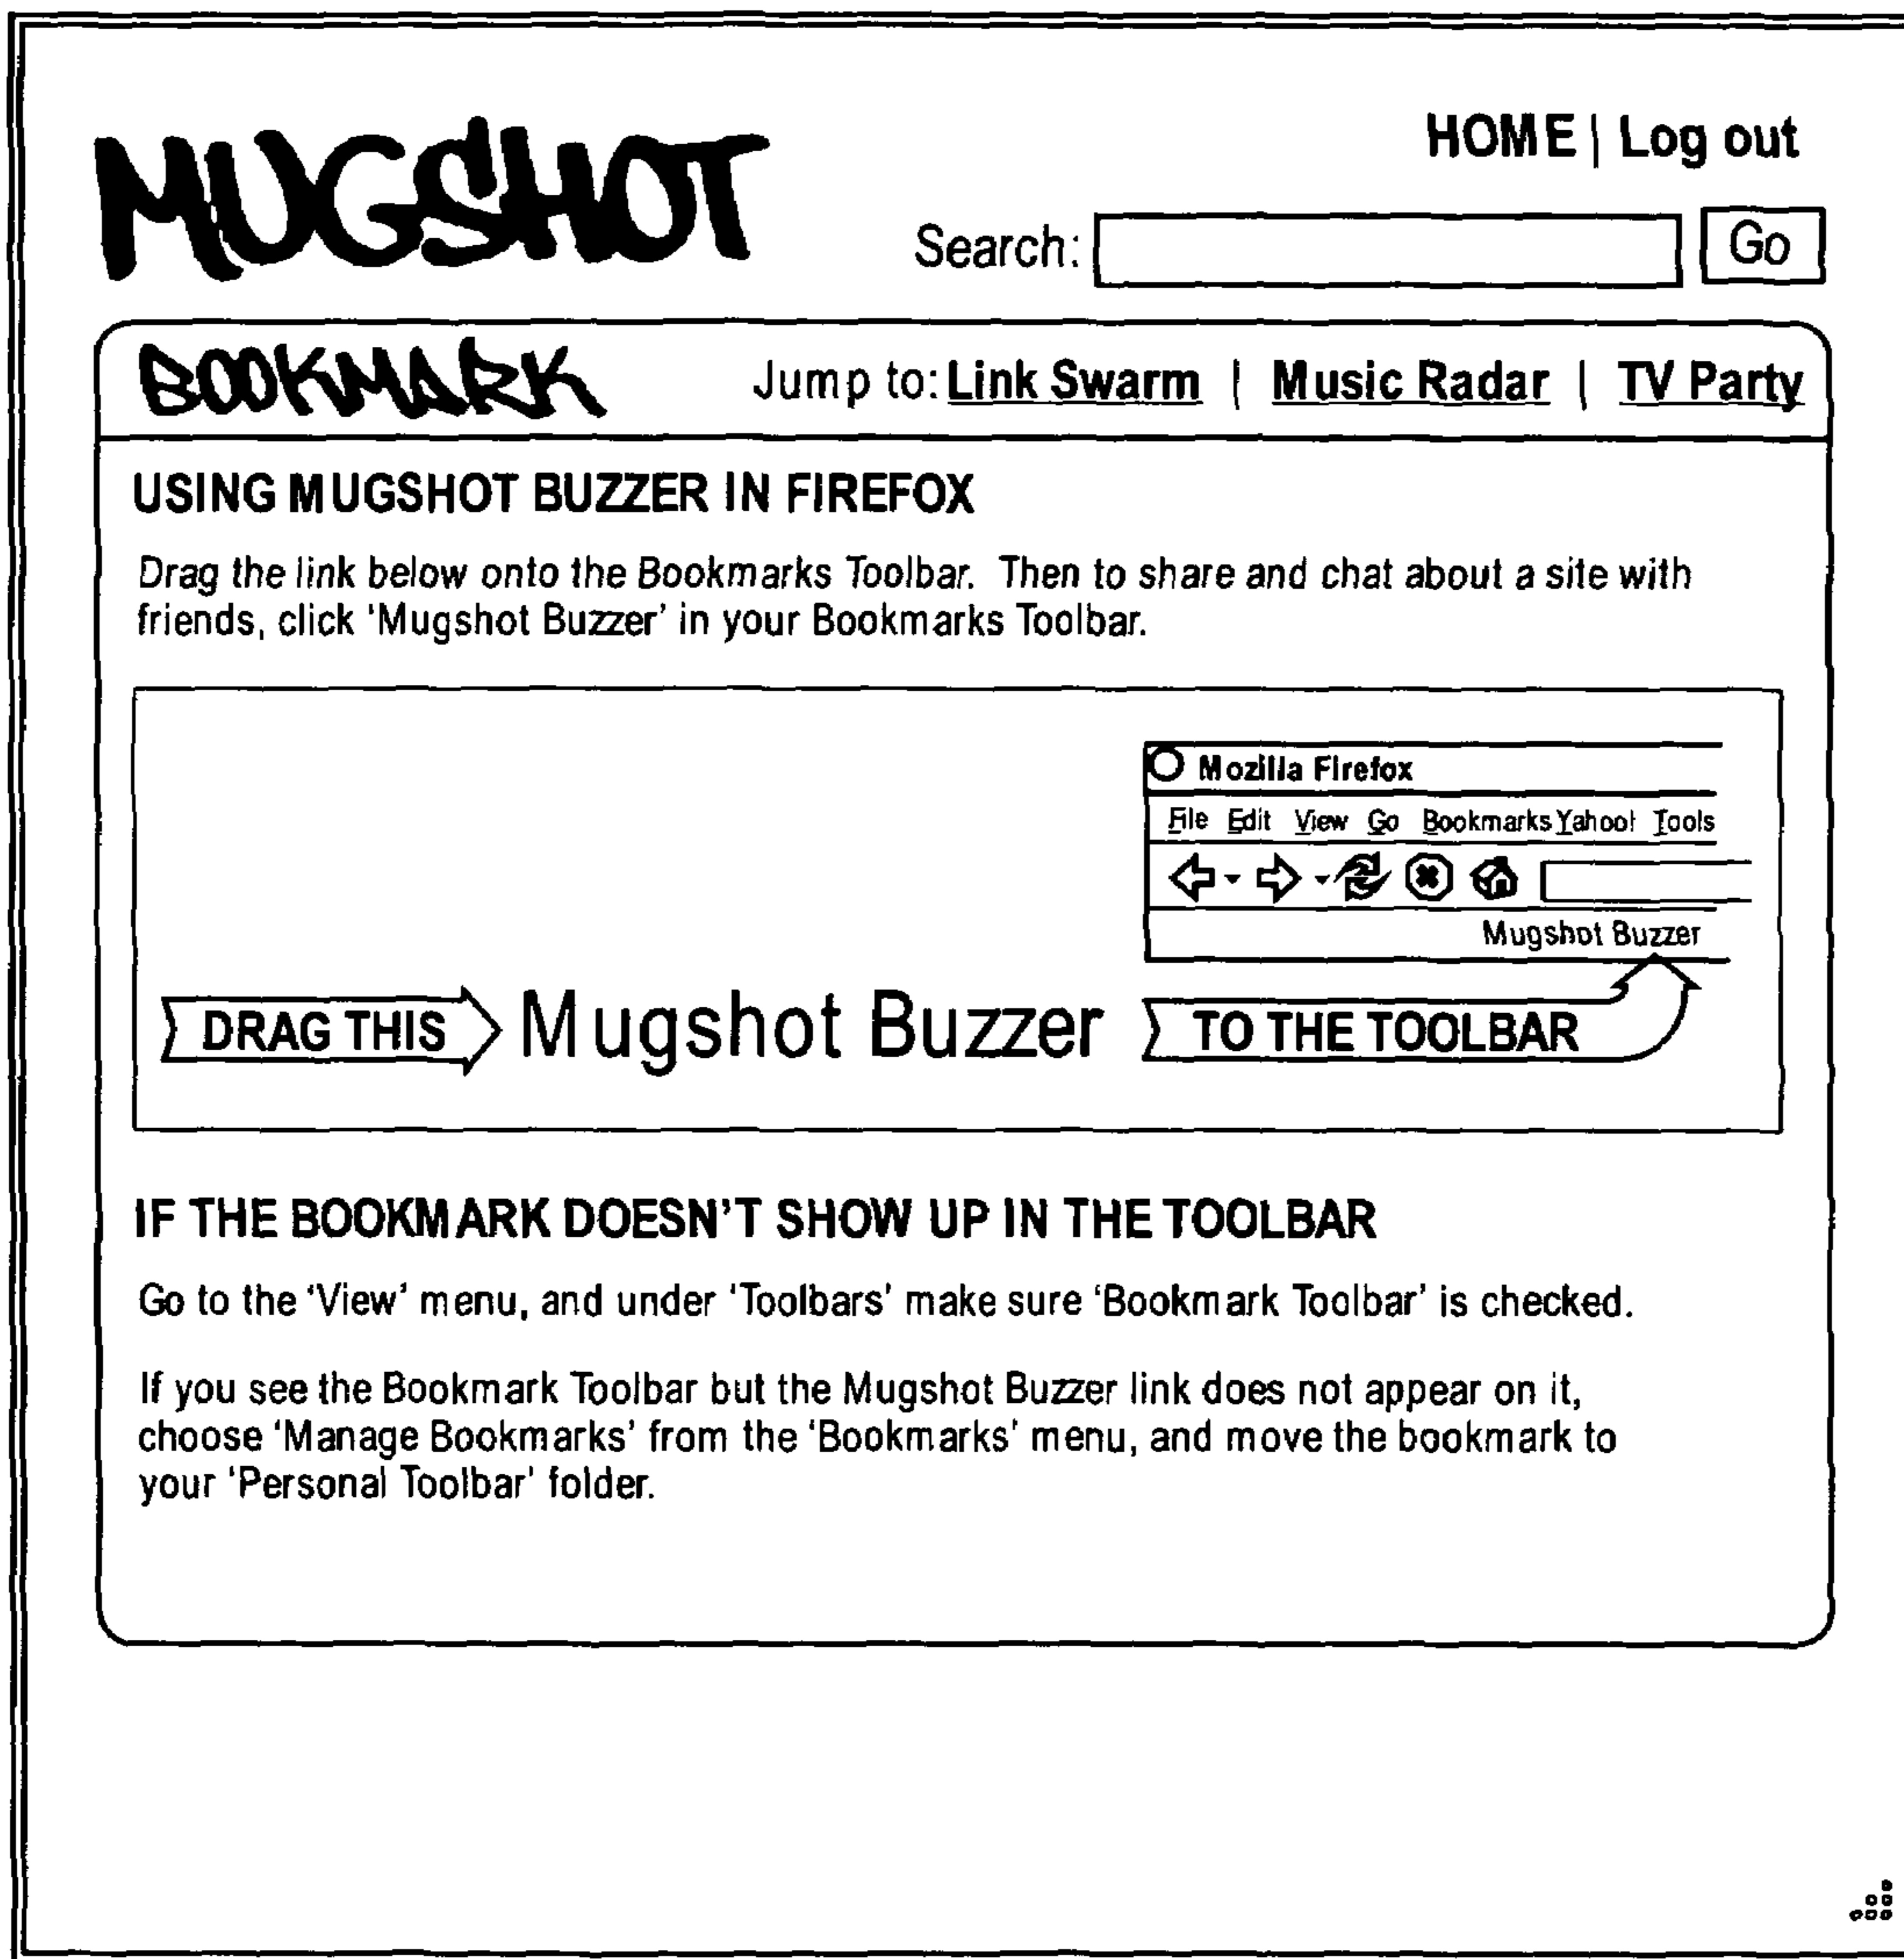 MUGSHOT
HOME | Log out
Search: Go
BOOKMARK Jump to: Link Swarm | Music Radar | TV Party
USING MUGSHOT BUZZER IN FIREFOX
Drag the link below onto the Bookmarks Toolbar. Then to share and chat about a site with
friends, click 'Mugshot Buzzer' in your Bookmarks Toolbar.
Mozilla Firefox
File Edit View Go Bookmarks Yahoo! Tools
Mugshot Buzzer
DRAG THIS Mugshot Buzzer TO THE TOOLBAR
IF THE BOOKMARK DOESN'T SHOW UP IN THE TOOLBAR
Go to the 'View' menu, and under 'Toolbars' make sure 'Bookmark Toolbar' is checked.
If you see the Bookmark Toolbar but the Mugshot Buzzer link does not appear on it,
choose 'Manage Bookmarks' from the 'Bookmarks' menu, and move the bookmark to
your 'Personal Toolbar' folder.